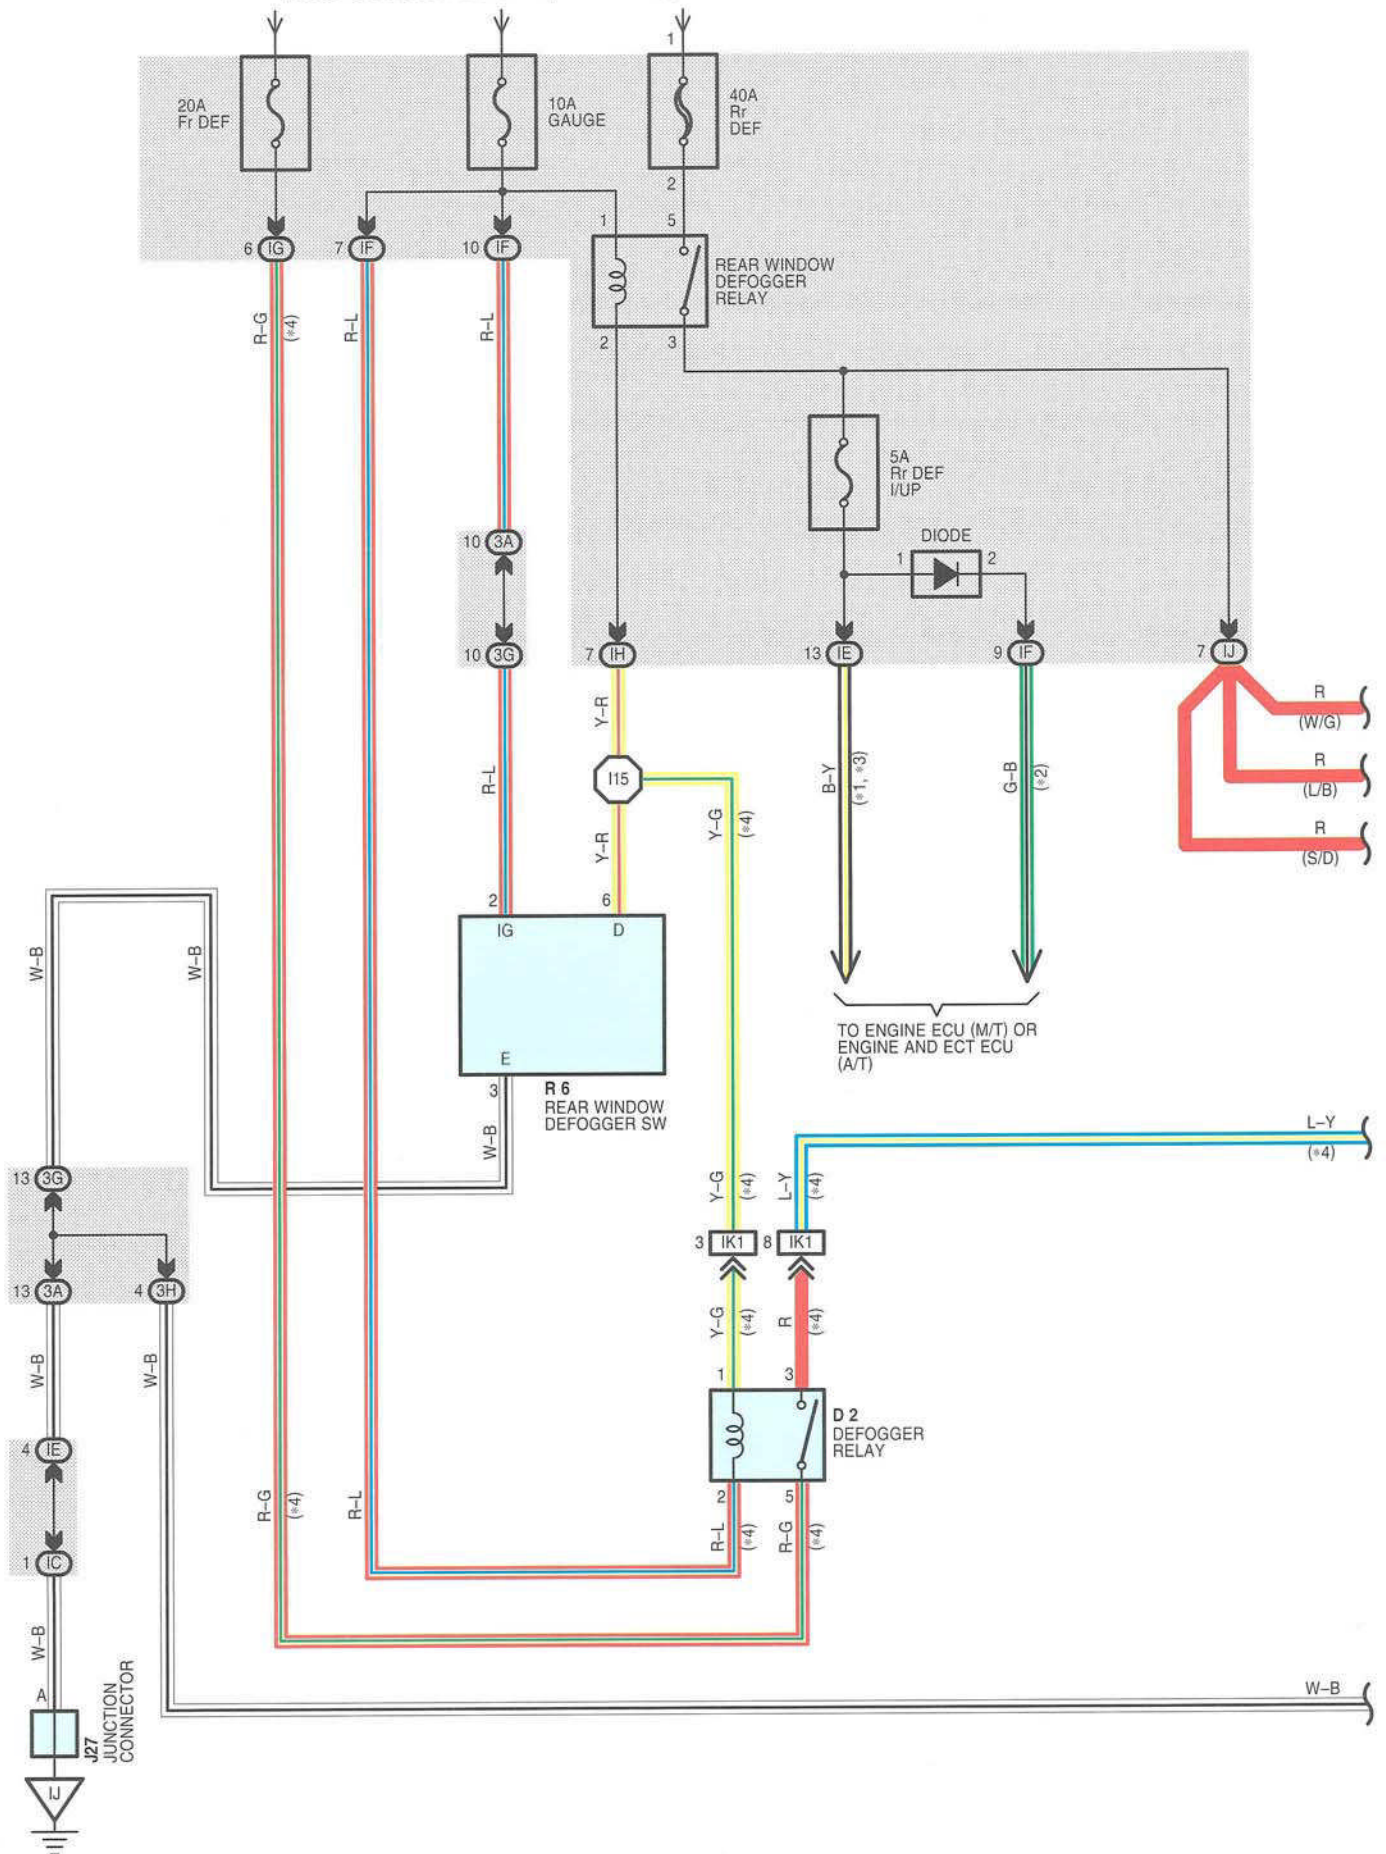 1
20A
Fr DEF
10A
GAUGE
40A
Rr
DEF
2
1
5
6 IG
7 IF
10 IF
REAR WINDOW
DEFOGGER
RELAY
R–G
(*4)
R–L
R–L
2
3
5A
Rr DEF
I/UP
DIODE
1
2
10 3A
10 3G
7 IH
13 IE
9 IF
7 IJ
R
(W/G)
Y–R
R–L
I15
B–Y
(*1, *3)
G–B
(*2)
R
(L/B)
Y–G
(*4)
Y–R
R
(S/D)
2
6
IG
D
W–B
W–B
TO ENGINE ECU (M/T) OR
ENGINE AND ECT ECU
(A/T)
E
3
R 6
REAR WINDOW
DEFOGGER SW
W–B
L–Y
(*4)
13 3G
Y–G
(*4)
L–Y
(*4)
3 IK1
8 IK1
13 3A
4 3H
Y–G
(*4)
R
(*4)
W–B
W–B
1
3
D 2
DEFOGGER
RELAY
4 IE
R–G
(*4)
R–L
2
5
R–L
(*4)
R–G
(*4)
1 IC
W–B
A
J27
JUNCTION
CONNECTOR
W–B
IJ